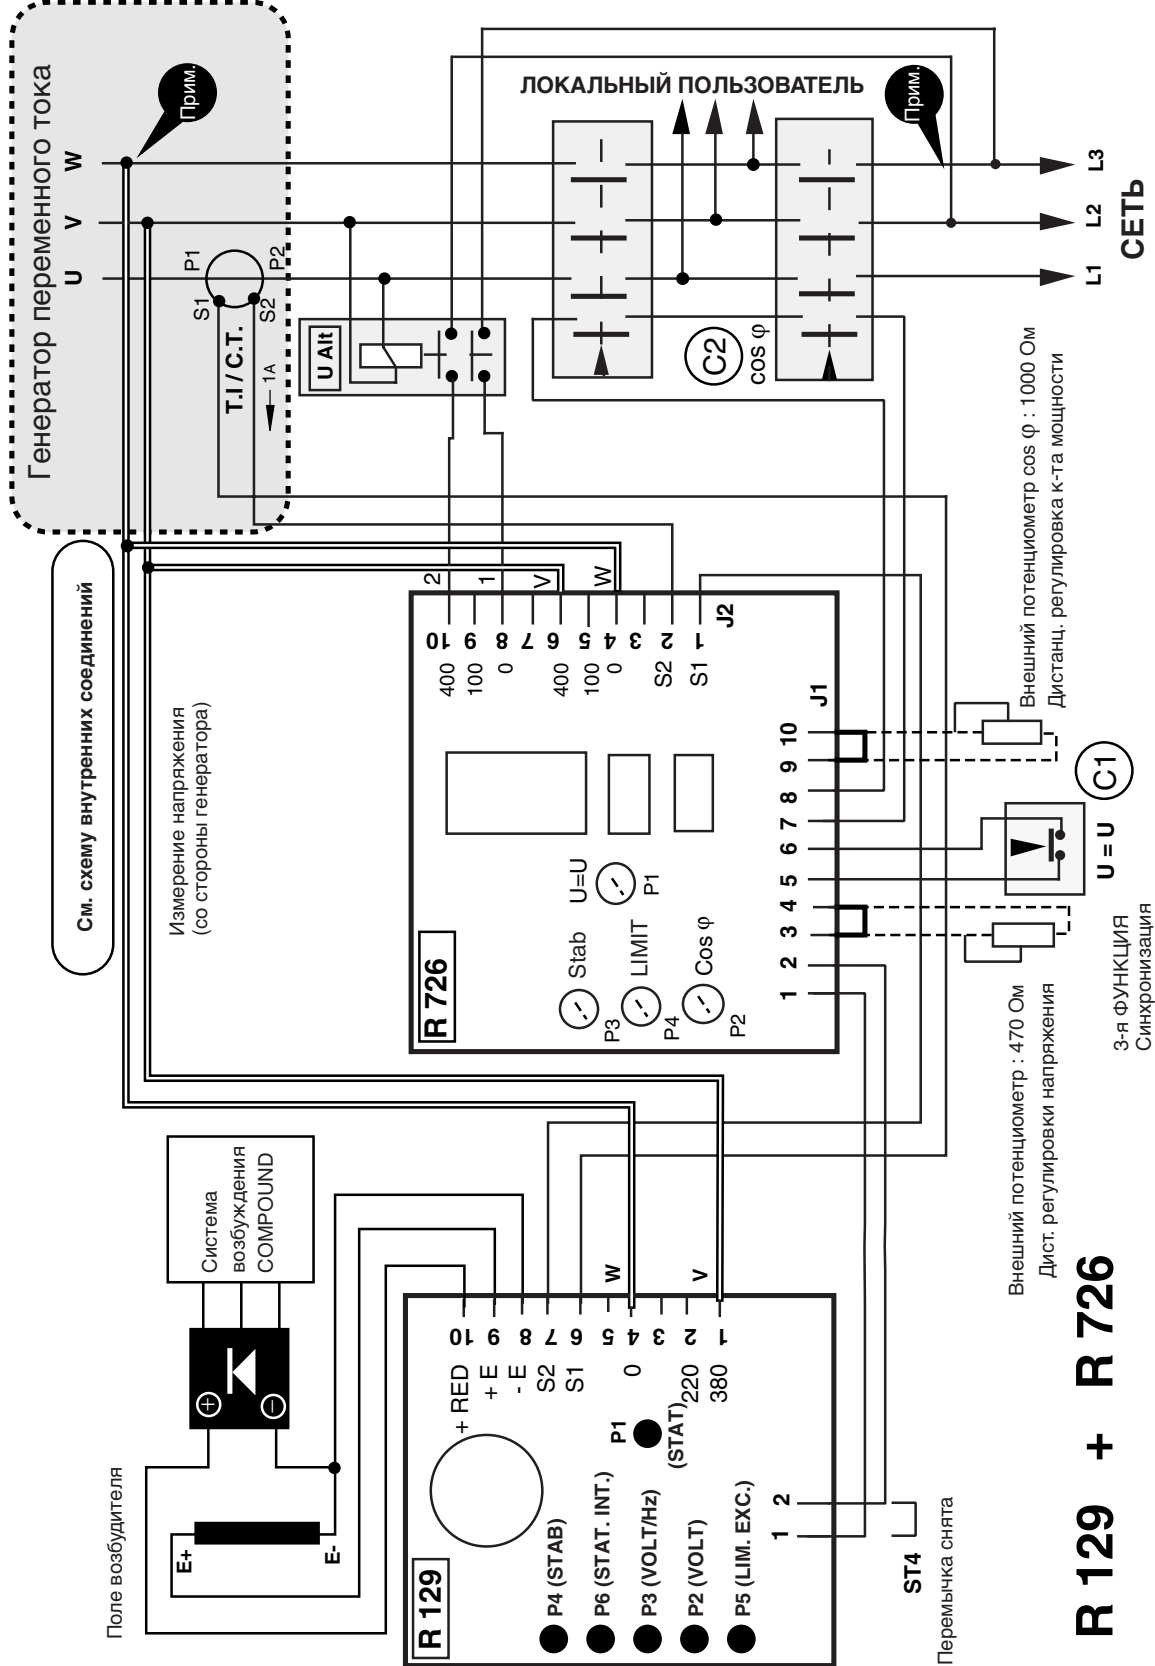 Генератор переменного тока
U
V
W
Прим.
S1
P1
S2
P2
T.I / C.T.
1A
См. схему внутренних соединений
ЛОКАЛЬНЫЙ ПОЛЬЗОВАТЕЛЬ
Прим.
U Alt
C2
cos φ
L1
L2
L3
СЕТЬ
Измерение напряжения
(со стороны генератора)
2
1
V
W
10
9
8
7
6
5
4
3
2
1
J2
400
100
0
400
100
0
S2
S1
R 726
Stab
P3
LIMIT
P4
Cos φ
P2
U=U
P1
1
2
3
4
5
6
7
8
9
10
J1
Внешний потенциометр cos φ : 1000 Ом
Дистанц. регулировка к-та мощности
C1
U = U
3-я ФУНКЦИЯ
Синхронизация
Внешний потенциометр : 470 Ом
Дист. регулировки напряжения
Система
возбуждения
COMPOUND
+
−
Поле возбудителя
E+
E-
W
V
10
9
8
7
6
5
4
3
2
1
+ RED
+ E
- E
S2
S1
0
220
380
R 129
P1
(STAT)
P4 (STAB)
P6 (STAT. INT.)
P3 (VOLT/Hz)
P2 (VOLT)
P5 (LIM. EXC.)
1
2
ST4
Перемычка снята
R 129 + R 726